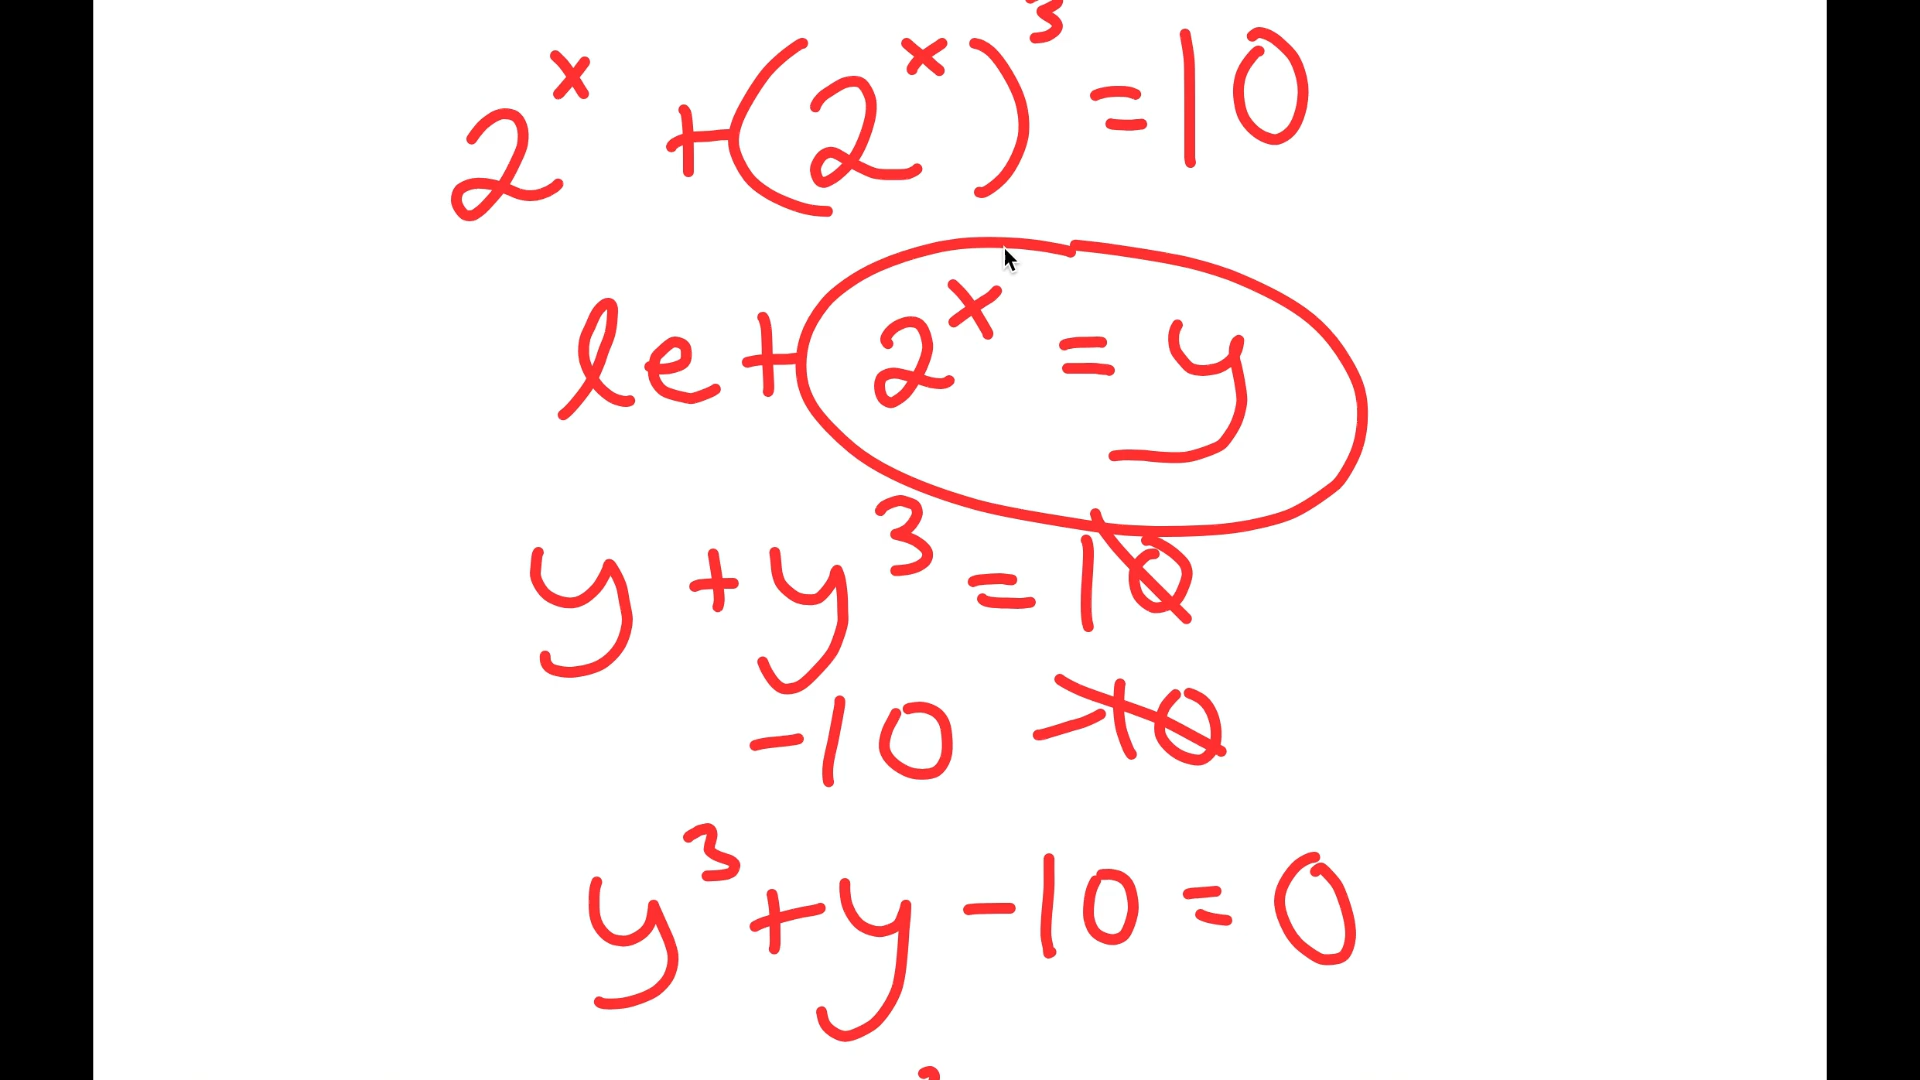 2^x + (2^x)^3 = 10
let 2^x = y
y + y^3 = 10
-10 -10
y^3 + y - 10 = 0